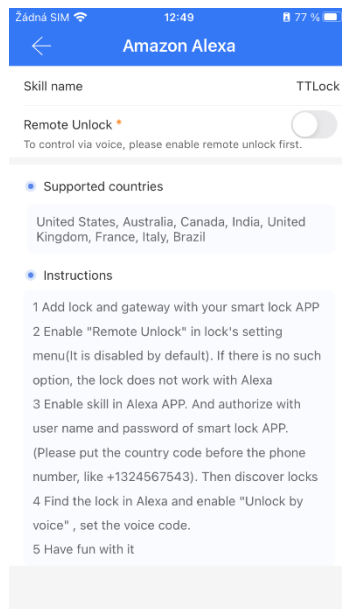 Žádná SIM 12:49 77 %
Amazon Alexa
Skill name TTLock
Remote Unlock *
To control via voice, please enable remote unlock first.
Supported countries
United States, Australia, Canada, India, United
Kingdom, France, Italy, Brazil
Instructions
1 Add lock and gateway with your smart lock APP
2 Enable "Remote Unlock" in lock's setting
menu(It is disabled by default). If there is no such
option, the lock does not work with Alexa
3 Enable skill in Alexa APP. And authorize with
user name and password of smart lock APP.
(Please put the country code before the phone
number, like +1324567543). Then discover locks
4 Find the lock in Alexa and enable "Unlock by
voice" , set the voice code.
5 Have fun with it